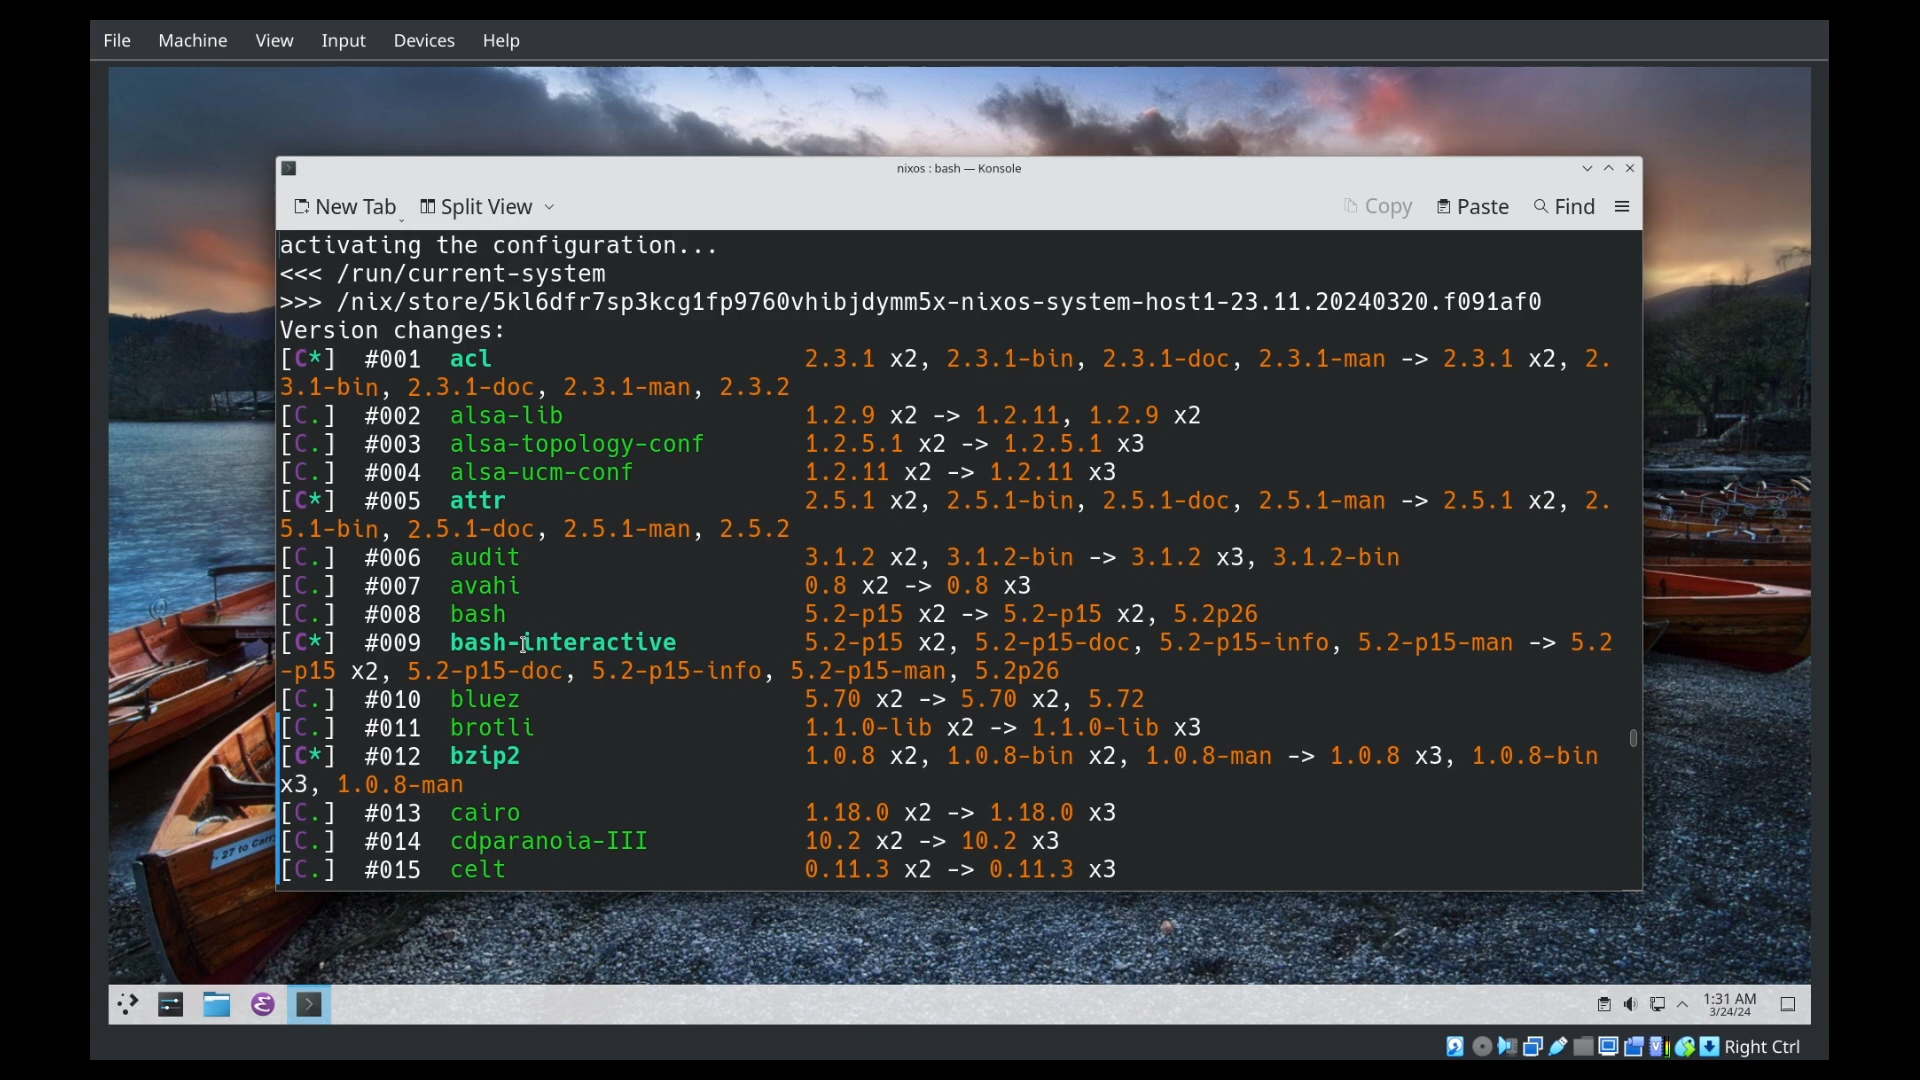 File Machine View Input Devices Help
nixos : bash — Konsole
New Tab Split View Copy Paste Find
activating the configuration...
<<< /run/current-system
>>> /nix/store/5kl6dfr7sp3kcg1fp9760vhibjdymm5x-nixos-system-host1-23.11.20240320.f091af0
Version changes:
[C*] #001 acl 2.3.1 x2, 2.3.1-bin, 2.3.1-doc, 2.3.1-man -> 2.3.1 x2, 2.
3.1-bin, 2.3.1-doc, 2.3.1-man, 2.3.2
[C.] #002 alsa-lib 1.2.9 x2 -> 1.2.11, 1.2.9 x2
[C.] #003 alsa-topology-conf 1.2.5.1 x2 -> 1.2.5.1 x3
[C.] #004 alsa-ucm-conf 1.2.11 x2 -> 1.2.11 x3
[C*] #005 attr 2.5.1 x2, 2.5.1-bin, 2.5.1-doc, 2.5.1-man -> 2.5.1 x2, 2.
5.1-bin, 2.5.1-doc, 2.5.1-man, 2.5.2
[C.] #006 audit 3.1.2 x2, 3.1.2-bin -> 3.1.2 x3, 3.1.2-bin
[C.] #007 avahi 0.8 x2 -> 0.8 x3
[C.] #008 bash 5.2-p15 x2 -> 5.2-p15 x2, 5.2p26
[C*] #009 bash-interactive 5.2-p15 x2, 5.2-p15-doc, 5.2-p15-info, 5.2-p15-man -> 5.2
-p15 x2, 5.2-p15-doc, 5.2-p15-info, 5.2-p15-man, 5.2p26
[C.] #010 bluez 5.70 x2 -> 5.70 x2, 5.72
[C.] #011 brotli 1.1.0-lib x2 -> 1.1.0-lib x3
[C*] #012 bzip2 1.0.8 x2, 1.0.8-bin x2, 1.0.8-man -> 1.0.8 x3, 1.0.8-bin
x3, 1.0.8-man
[C.] #013 cairo 1.18.0 x2 -> 1.18.0 x3
[C.] #014 cdparanoia-III 10.2 x2 -> 10.2 x3
[C.] #015 celt 0.11.3 x2 -> 0.11.3 x3
1:31 AM
3/24/24
Right Ctrl